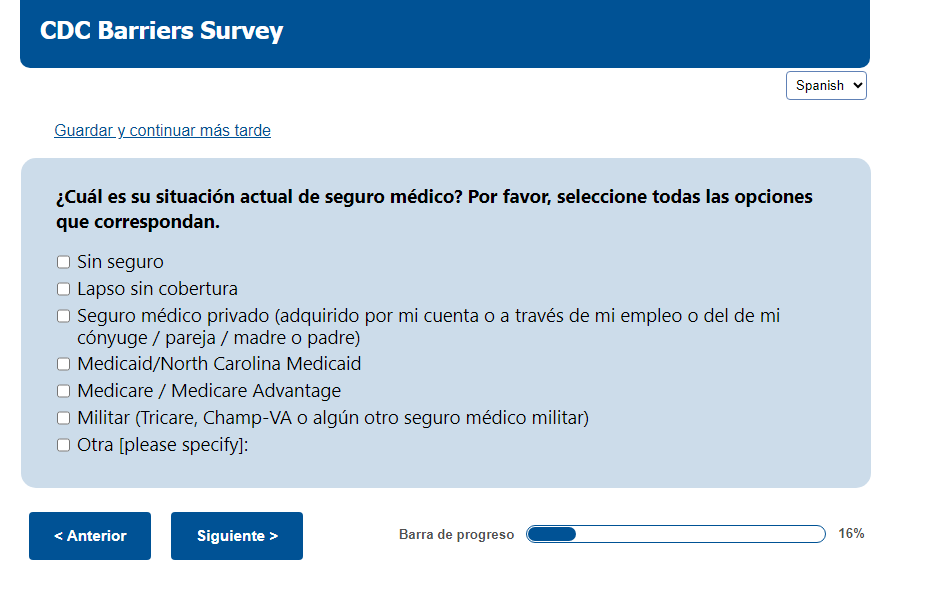 CDC Barriers Survey
Spanish
Guardar y continuar más tarde
¿Cuál es su situación actual de seguro médico? Por favor, seleccione todas las opciones
que correspondan.
Sin seguro
Lapso sin cobertura
Seguro médico privado (adquirido por mi cuenta o a través de mi empleo o del de mi
cónyuge / pareja / madre o padre)
Medicaid/North Carolina Medicaid
Medicare / Medicare Advantage
Militar (Tricare, Champ-VA o algún otro seguro médico militar)
Otra [please specify]:
< Anterior
Siguiente >
Barra de progreso
16%